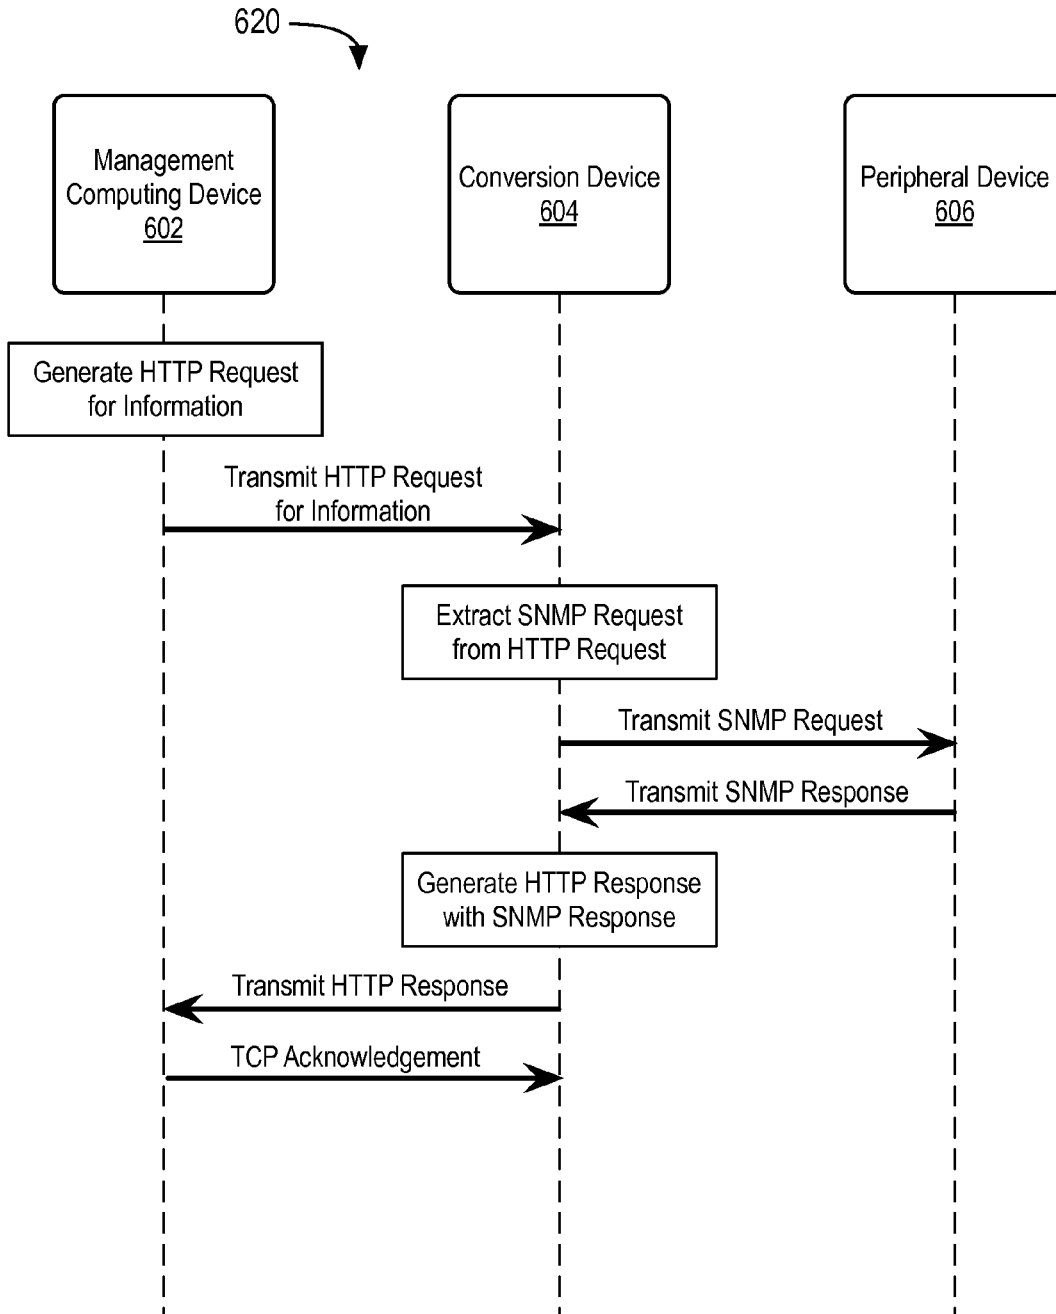 620
Management
Computing Device
602
Conversion Device
604
Peripheral Device
606
Generate HTTP Request
for Information
Transmit HTTP Request
for Information
Extract SNMP Request
from HTTP Request
Transmit SNMP Request
Transmit SNMP Response
Generate HTTP Response
with SNMP Response
Transmit HTTP Response
TCP Acknowledgement